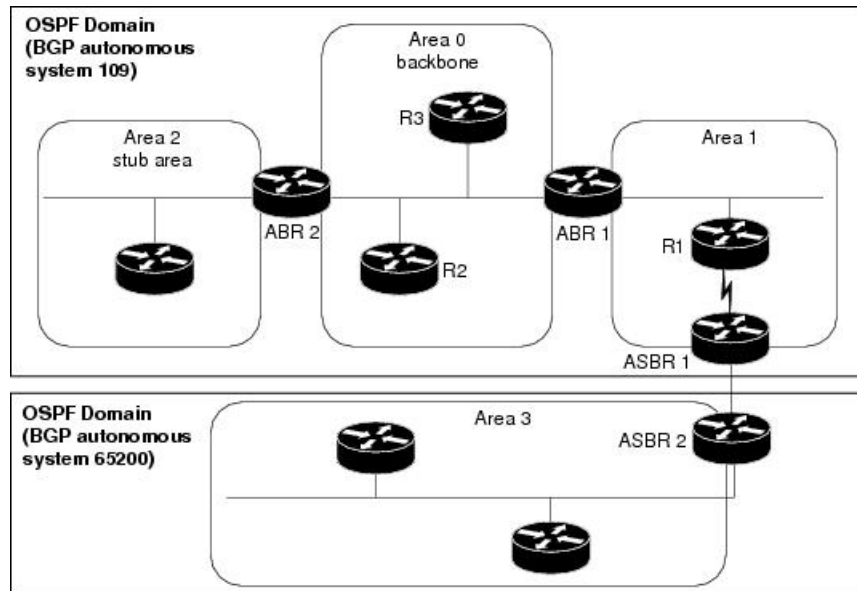 OSPF Domain
(BGP autonomous
system 109)
Area 0
backbone
R3
Area 2
stub area
Area 1
ABR 2
ABR 1
R2
R1
ASBR 1
OSPF Domain
(BGP autonomous
system 65200)
Area 3
ASBR 2